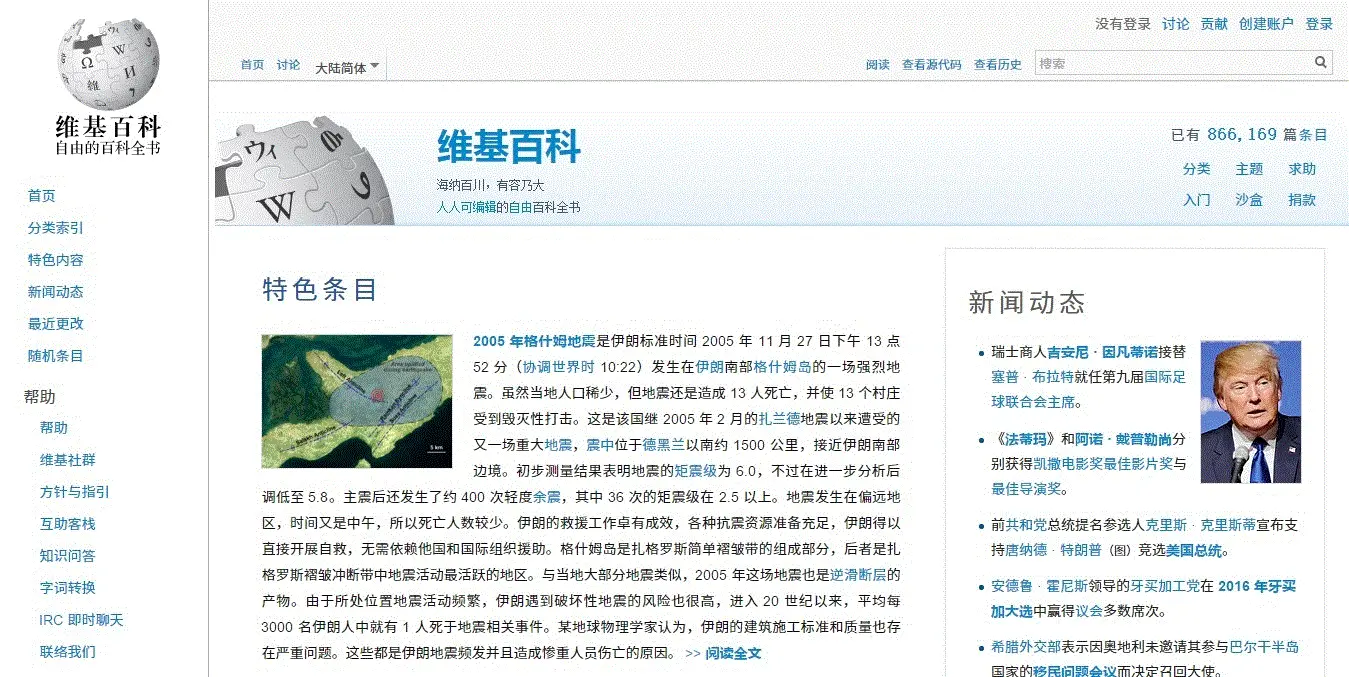 维基百科
自由的百科全书
首页
分类索引
特色内容
新闻动态
最近更改
随机条目
帮助
帮助
维基社群
方针与指引
互助客栈
知识问答
字词转换
IRC 即时聊天
联络我们
没有登录 讨论 贡献 创建账户 登录
首页 讨论 大陆简体
阅读 查看源代码 查看历史 搜索
维基百科
海纳百川，有容乃大
人人可编辑的自由百科全书
已有 866,169 篇条目
分类 主题 求助
入门 沙盒 捐款
特色条目
2005 年格什姆地震是伊朗标准时间 2005 年 11 月 27 日下午 13 点
52 分（协调世界时 10:22）发生在伊朗南部格什姆岛的一场强烈地
震。虽然当地人口稀少，但地震还是造成 13 人死亡，并使 13 个村庄
受到毁灭性打击。这是该国继 2005 年 2 月的扎兰德地震以来遭受的
又一场重大地震，震中位于德黑兰以南约 1500 公里，接近伊朗南部
边境。初步测量结果表明地震的矩震级为 6.0，不过在进一步分析后
调低至 5.8。主震后还发生了约 400 次轻度余震，其中 36 次的矩震级在 2.5 以上。地震发生在偏远地
区，时间又是中午，所以死亡人数较少。伊朗的救援工作卓有成效，各种抗震资源准备充足，伊朗得以
直接开展自救，无需依赖他国和国际组织援助。格什姆岛是扎格罗斯简单褶皱带的组成部分，后者是扎
格罗斯褶皱冲断带中地震活动最活跃的地区。与当地大部分地震类似，2005 年这场地震也是逆滑断层的
产物。由于所处位置地震活动频繁，伊朗遇到破坏性地震的风险也很高，进入 20 世纪以来，平均每
3000 名伊朗人中就有 1 人死于地震相关事件。某地球物理学家认为，伊朗的建筑施工标准和质量也存
在严重问题。这些都是伊朗地震频发并且造成惨重人员伤亡的原因。 >> 阅读全文
新闻动态
瑞士商人吉安尼 · 因凡蒂诺接替
塞普 · 布拉特就任第九届国际足
球联合会主席。
《法蒂玛》和阿诺 · 戴普勒尚分
别获得凯撒电影奖最佳影片奖与
最佳导演奖。
前共和党总统提名参选人克里斯 · 克里斯蒂宣布支
持唐纳德 · 特朗普（图）竞选美国总统。
安德鲁 · 霍尼斯领导的牙买加工党在 2016 年牙买
加大选中赢得议会多数席次。
希腊外交部表示因奥地利未邀请其参与巴尔干半岛
国家的移民问题会议而决定召回大使。